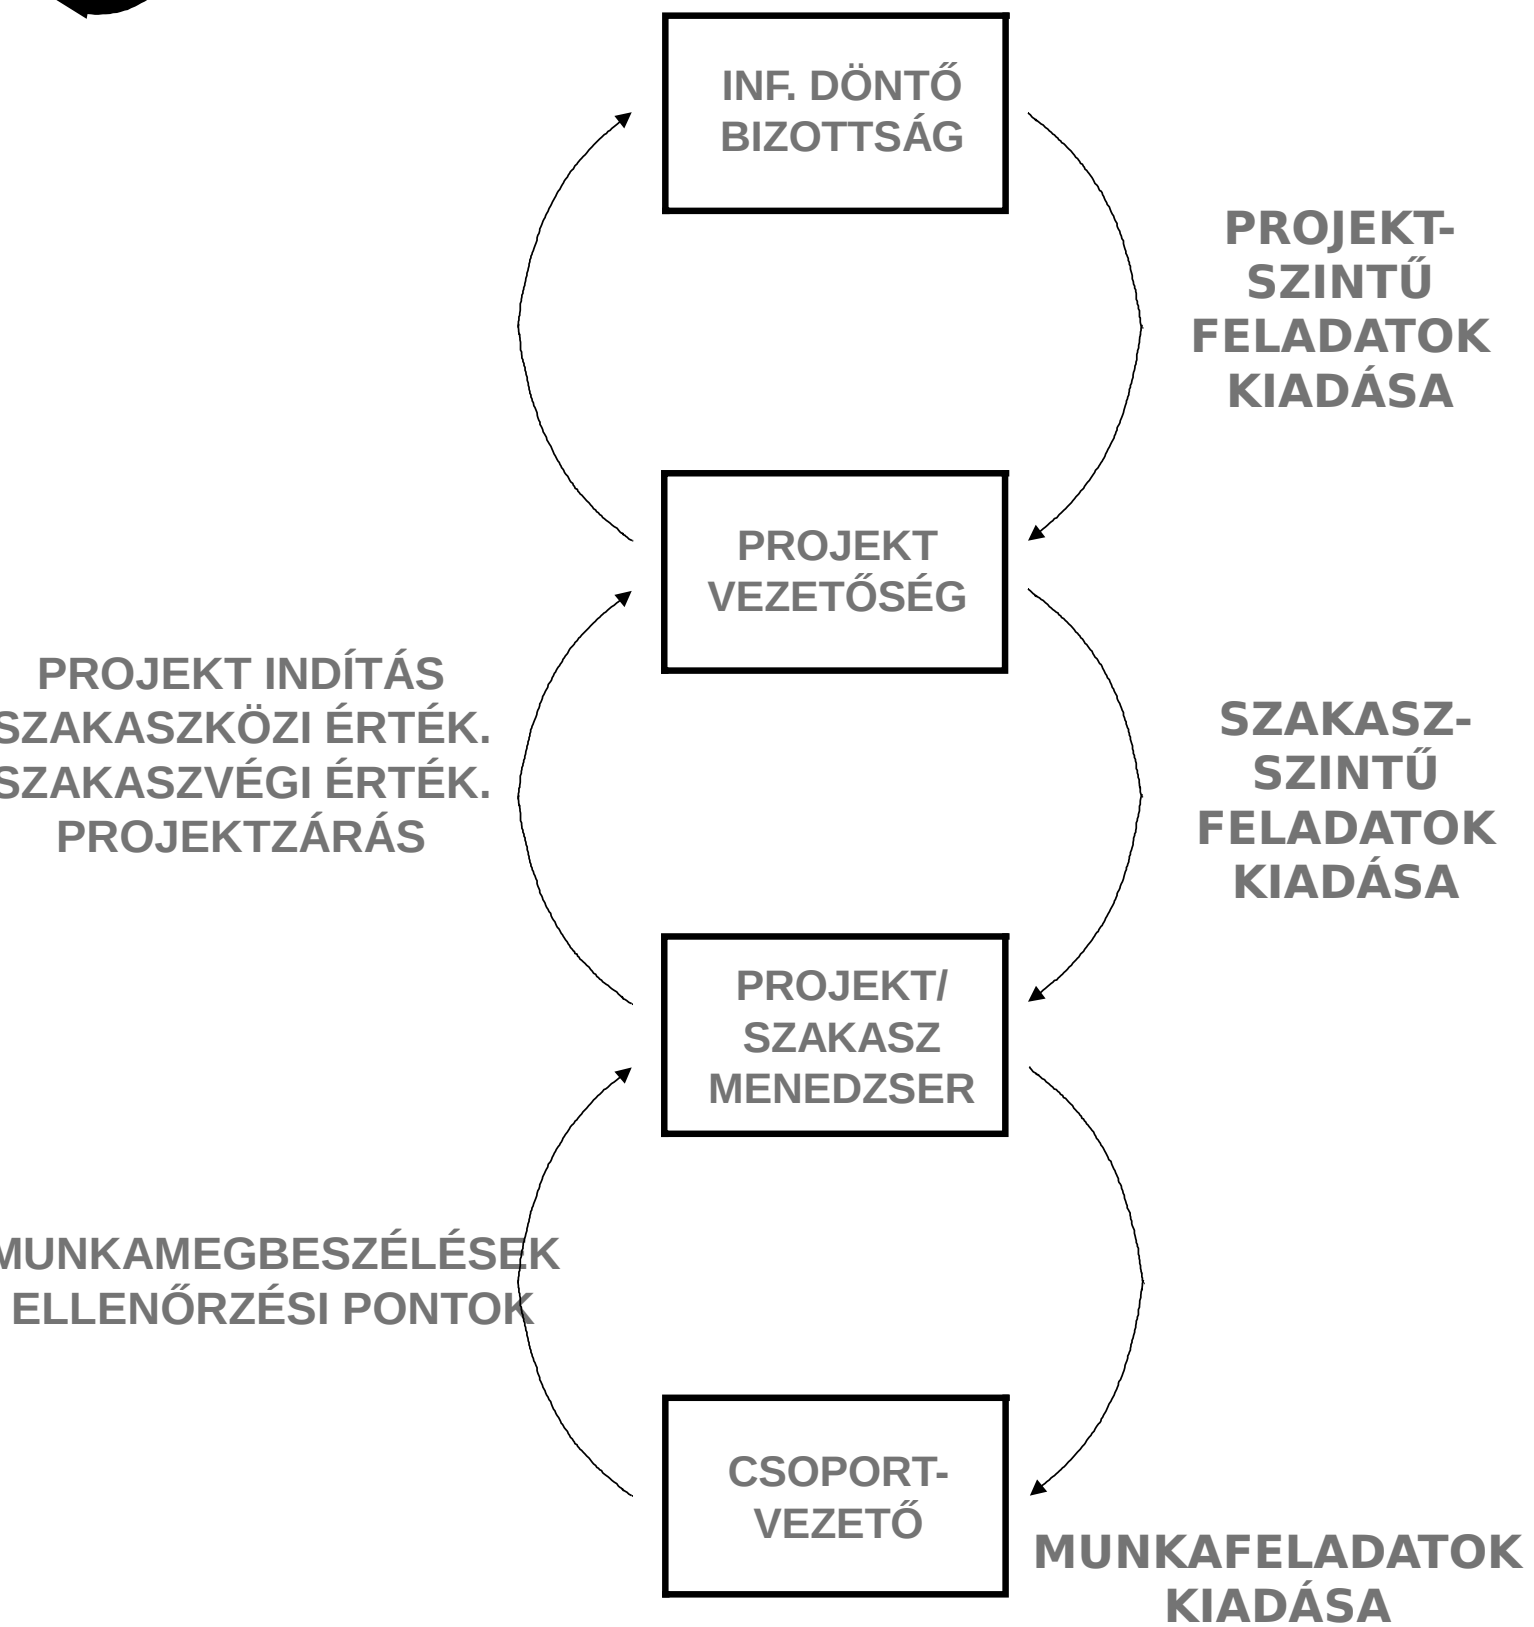 INF. DÖNTŐ
BIZOTTSÁG
PROJEKT-
SZINTŰ
FELADATOK
KIADÁSA
PROJEKT
VEZETŐSÉG
PROJEKT INDÍTÁS
SZAKASZKÖZI ÉRTÉK.
SZAKASZVÉGI ÉRTÉK.
PROJEKTZÁRÁS
SZAKASZ-
SZINTŰ
FELADATOK
KIADÁSA
PROJEKT/
SZAKASZ
MENEDZSER
MUNKAMEGBESZÉLÉSEK
ELLENŐRZÉSI PONTOK
CSOPORT-
VEZETŐ
MUNKAFELADATOK
KIADÁSA